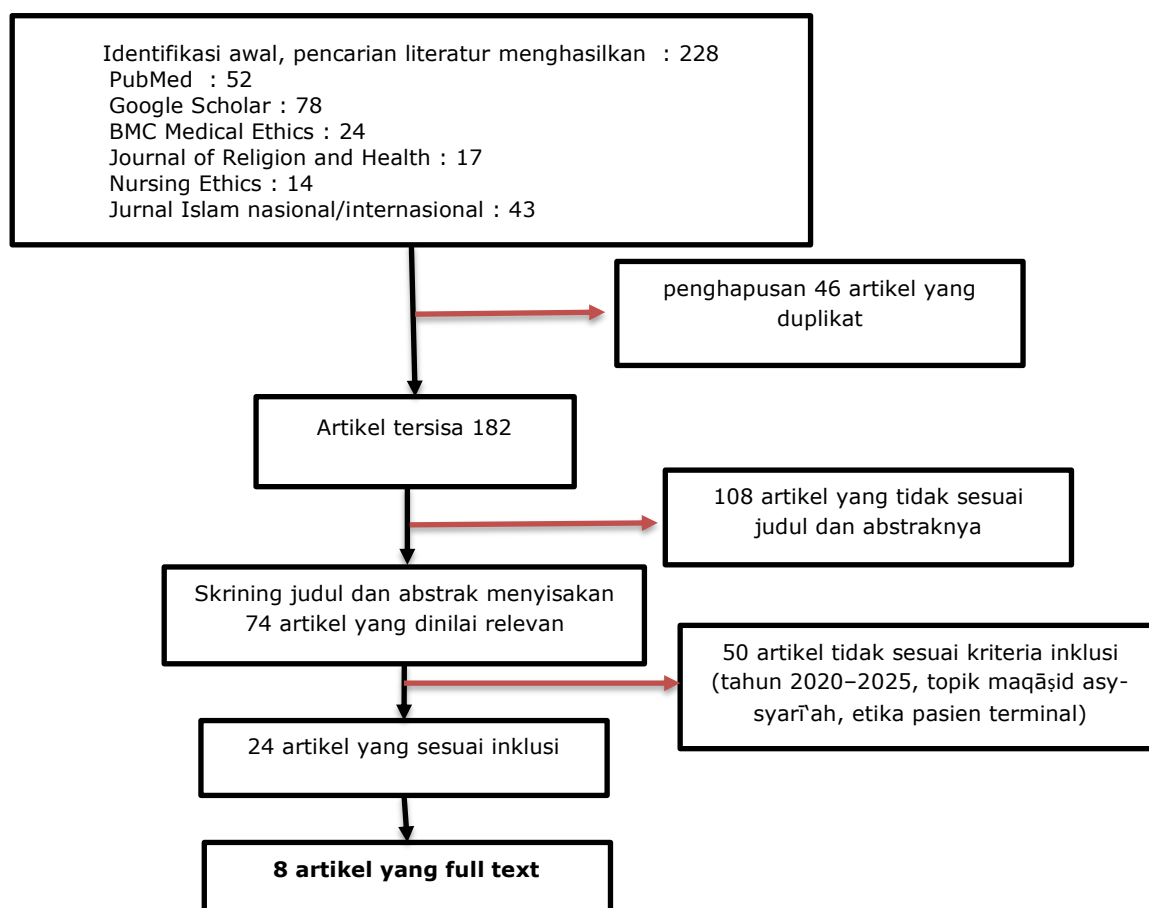 Identifikasi awal, pencarian literatur menghasilkan : 228
PubMed : 52
Google Scholar : 78
BMC Medical Ethics : 24
Journal of Religion and Health : 17
Nursing Ethics : 14
Jurnal Islam nasional/internasional : 43
penghapusan 46 artikel yang
duplikat
Artikel tersisa 182
108 artikel yang tidak sesuai
judul dan abstraknya
Skrining judul dan abstrak menyisakan
74 artikel yang dinilai relevan
50 artikel tidak sesuai kriteria inklusi
(tahun 2020–2025, topik maqāṣid asy-
syarī‘ah, etika pasien terminal)
24 artikel yang sesuai inklusi
8 artikel yang full text